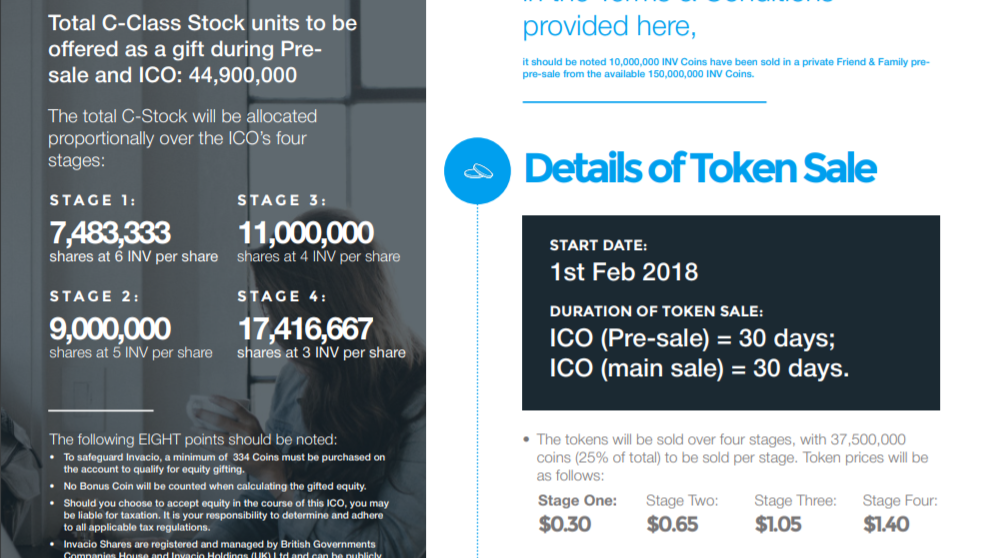 Total C-Class Stock units to be
offered as a gift during Pre-
sale and ICO: 44,900,000
The total C-Stock will be allocated
proportionally over the ICO's four
stages:
STAGE 1:
7,483,333
shares at 6 INV per share
STAGE 2:
9,000,000
shares at 5 INV per share
STAGE 3:
11,000,000
shares at 4 INV per share
STAGE 4:
17,416,667
shares at 3 INV per share
The following EIGHT points should be noted:
• To safeguard Invacio, a minimum of 334 Coins must be purchased on
the account to qualify for equity gifting.
• No Bonus Coin will be counted when calculating the gifted equity.
• Should you choose to accept equity in the course of this ICO, you may
be liable for taxation. It is your responsibility to determine and adhere
to all applicable tax regulations.
• Invacio Shares are registered and managed by British Governments
Companies House and Invacio Holdings (UK) Ltd and can be publicly
in the Terms & Conditions
provided here,
it should be noted 10,000,000 INV Coins have been sold in a private Friend & Family pre-
pre-sale from the available 150,000,000 INV Coins.
Details of Token Sale
START DATE:
1st Feb 2018
DURATION OF TOKEN SALE:
ICO (Pre-sale) = 30 days;
ICO (main sale) = 30 days.
• The tokens will be sold over four stages, with 37,500,000
coins (25% of total) to be sold per stage. Token prices will be
as follows:
Stage One: Stage Two: Stage Three: Stage Four:
$0.30 $0.65 $1.05 $1.40